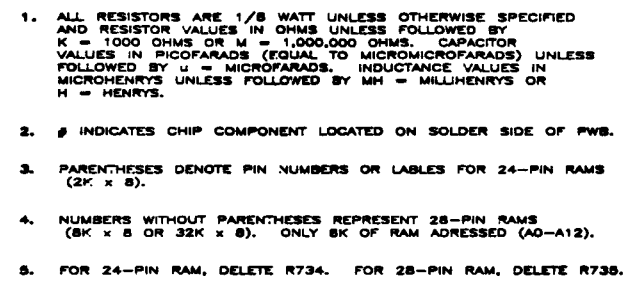 1. ALL RESISTORS ARE 1/8 WATT UNLESS OTHERWISE SPECIFIED
AND RESISTOR VALUES IN OHMS UNLESS FOLLOWED BY
K = 1000 OHMS OR M = 1,000,000 OHMS. CAPACITOR
VALUES IN PICOFARADS (EQUAL TO MICROMICROFARADS) UNLESS
FOLLOWED BY u = MICROFARADS. INDUCTANCE VALUES IN
MICROHENRYS UNLESS FOLLOWED BY MH = MILLIHENRYS OR
H = HENRYS.
2. # INDICATES CHIP COMPONENT LOCATED ON SOLDER SIDE OF PWB.
3. PARENTHESES DENOTE PIN NUMBERS OR LABLES FOR 24-PIN RAMS
(2K x 8).
4. NUMBERS WITHOUT PARENTHESES REPRESENT 28-PIN RAMS
(8K x 8 OR 32K x 8). ONLY 8K OF RAM ADRESSED (A0-A12).
5. FOR 24-PIN RAM, DELETE R734. FOR 28-PIN RAM, DELETE R735.